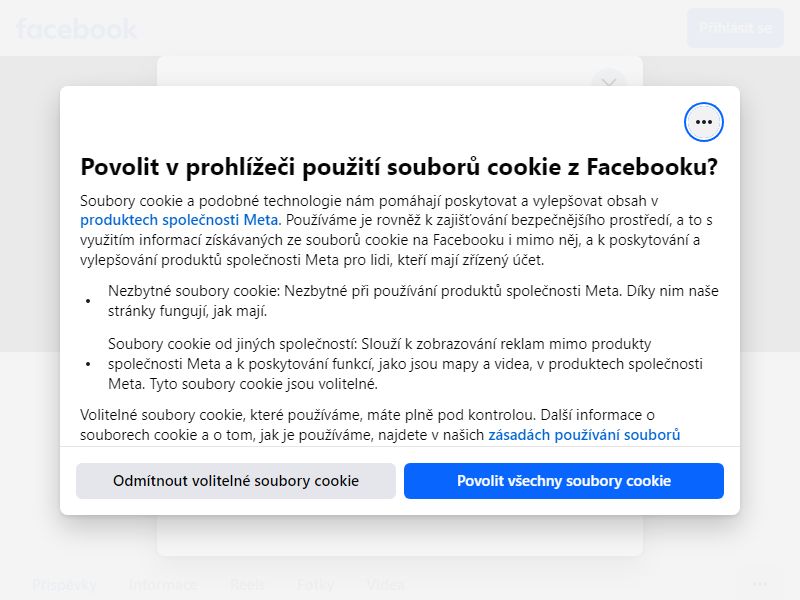 facebook
Přihlásit se
Povolit v prohlížeči použití souborů cookie z Facebooku?
Soubory cookie a podobné technologie nám pomáhají poskytovat a vylepšovat obsah v
produktech společnosti Meta. Používáme je rovněž k zajišťování bezpečnějšího prostředí, a to s
využitím informací získávaných ze souborů cookie na Facebooku i mimo něj, a k poskytování a
vylepšování produktů společnosti Meta pro lidi, kteří mají zřízený účet.
• Nezbytné soubory cookie: Nezbytné při používání produktů společnosti Meta. Díky nim naše
stránky fungují, jak mají.
• Soubory cookie od jiných společností: Slouží k zobrazování reklam mimo produkty
společnosti Meta a k poskytování funkcí, jako jsou mapy a videa, v produktech společnosti
Meta. Tyto soubory cookie jsou volitelné.
Volitelné soubory cookie, které používáme, máte plně pod kontrolou. Další informace o
souborech cookie a o tom, jak je používáme, najdete v našich zásadách používání souborů
Odmítnout volitelné soubory cookie
Povolit všechny soubory cookie
Příspěvky Informace Reels Fotky Videa